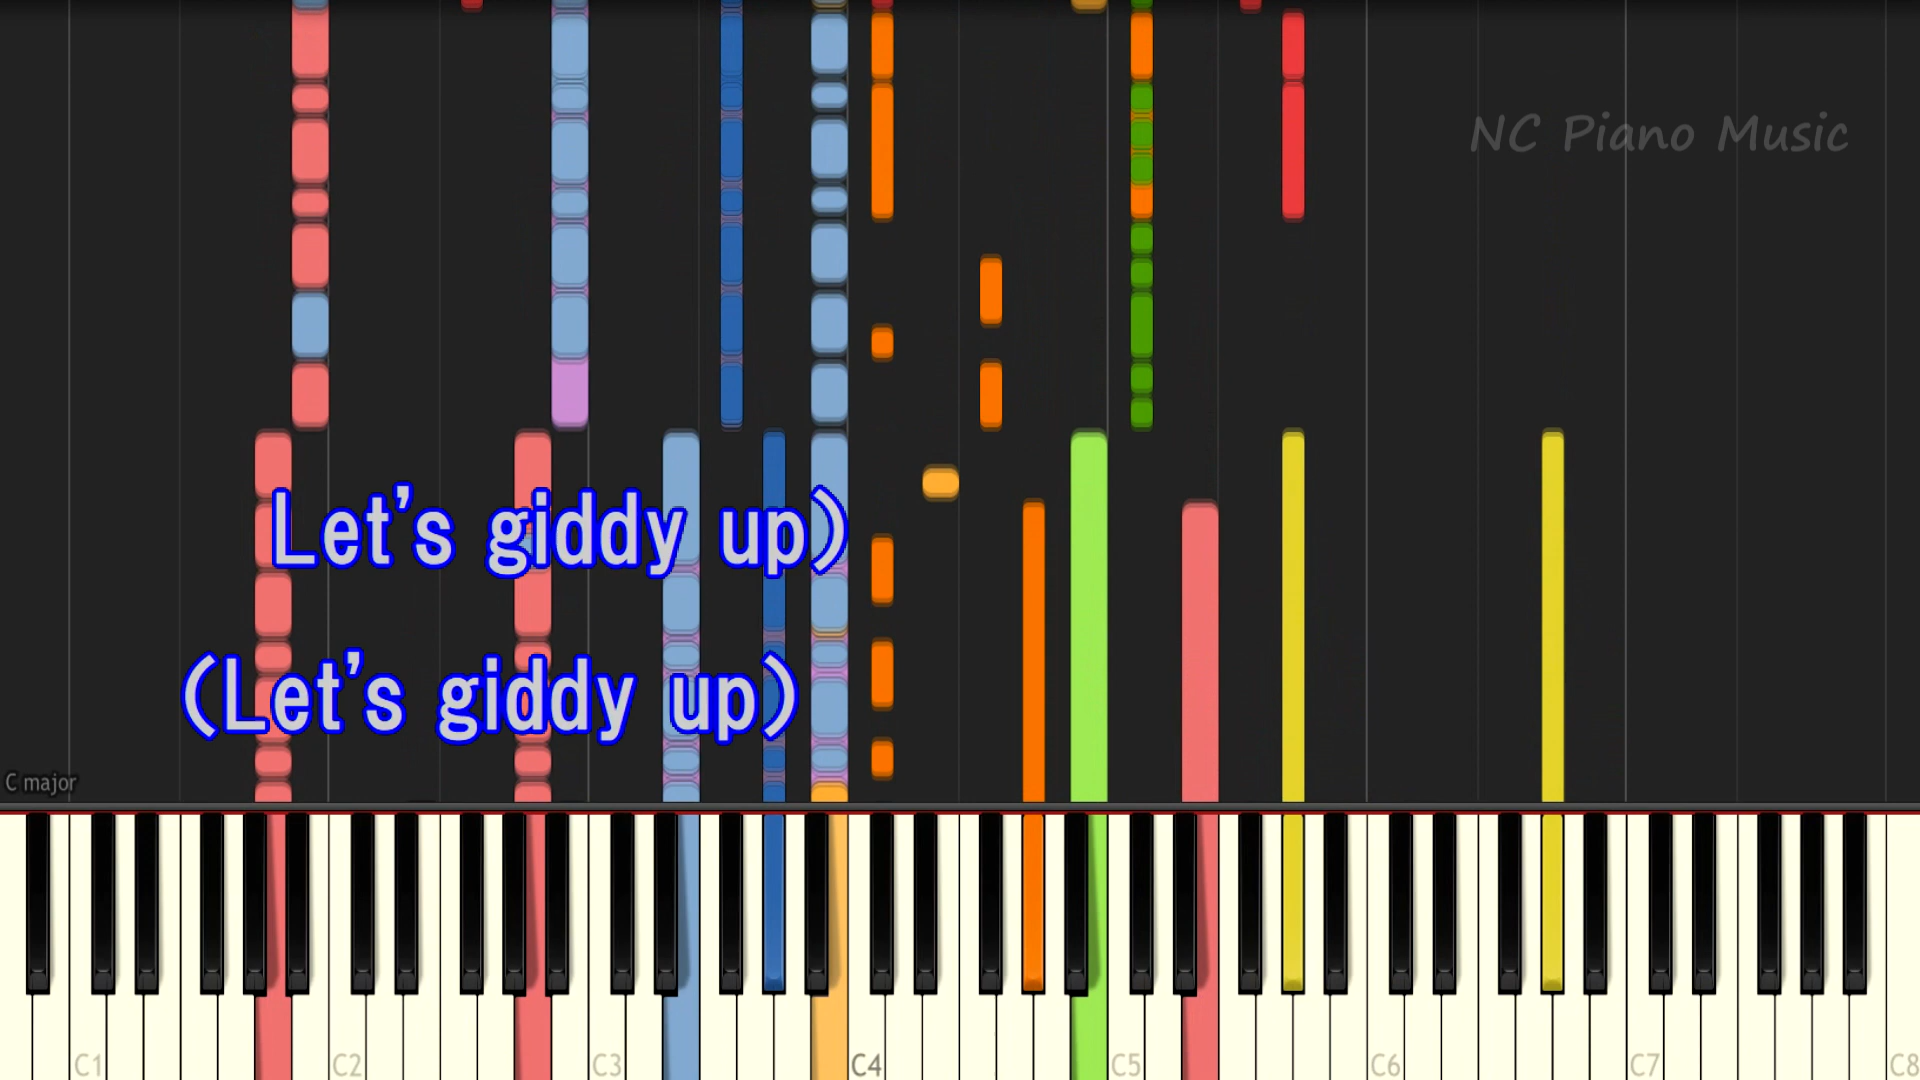 NC Piano Music
Let's giddy up)
(Let's giddy up)
C major
C1 C2 C3 C4 C5 C6 C7 C8